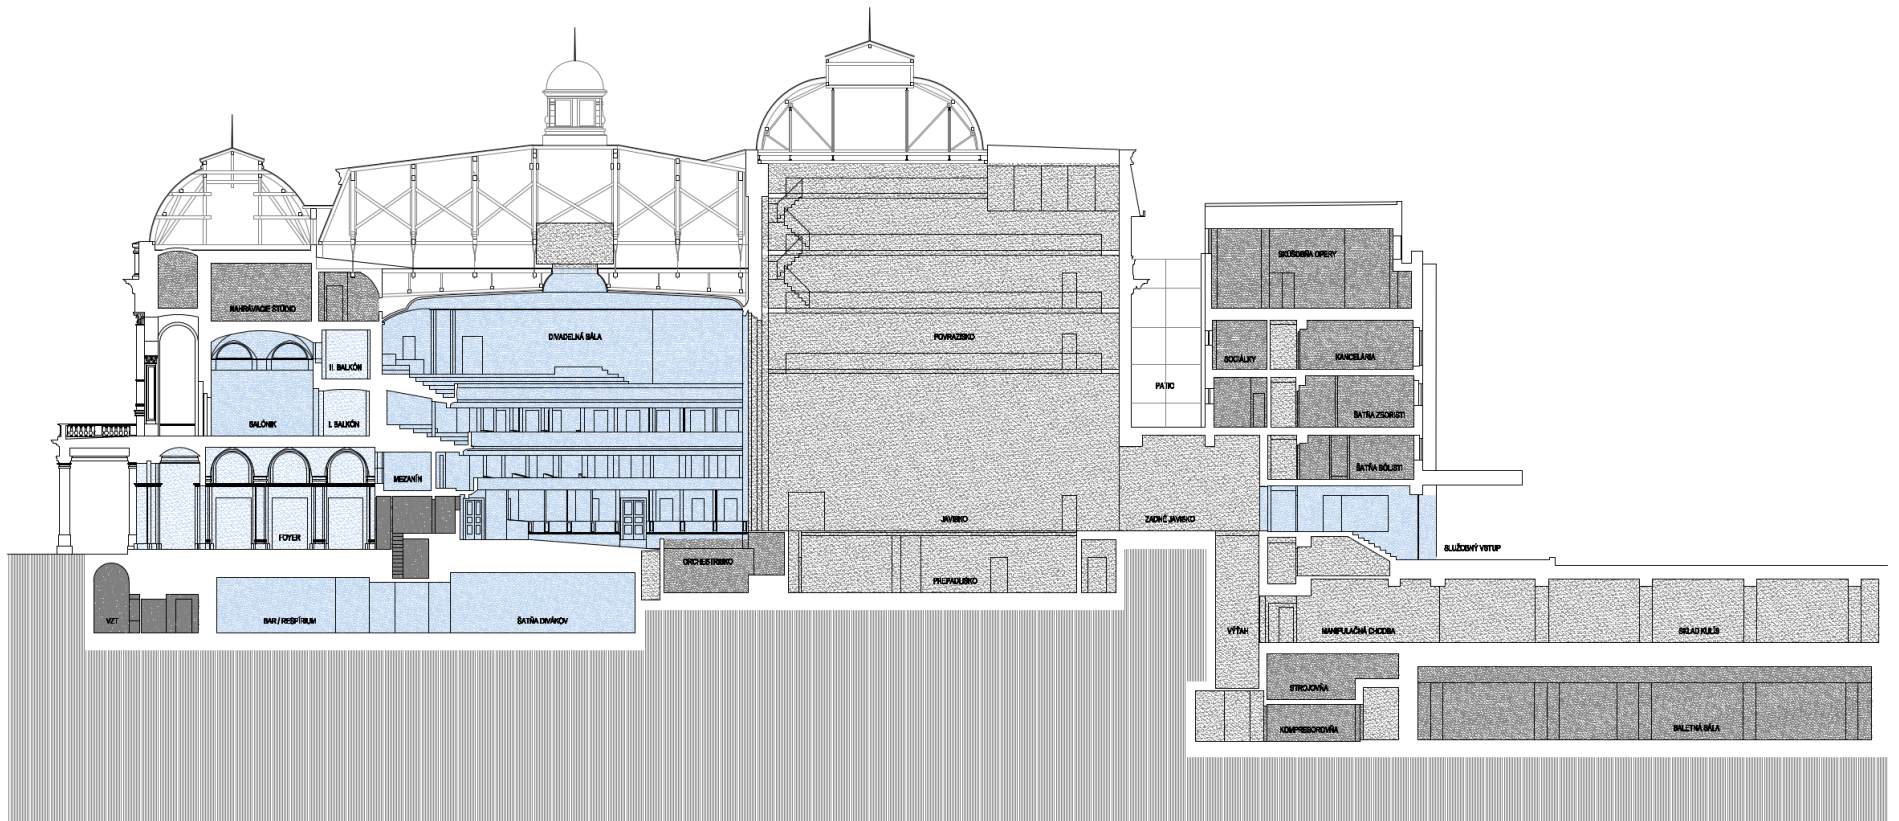 SKÚŠOBŇA OPERY
NAHRÁVACIE ŠTÚDIO
DIVADELNÁ SÁLA
POVRAZISKO
SOCIÁLKY
KANCELÁRIA
II. BALKÓN
PATIO
SALÓNIK
I. BALKÓN
ŠATŇA ZBORISTI
MEZANÍN
ŠATŇA SÓLISTI
JAVISKO
ZADNÉ JAVISKO
FOYER
SLUŽOBNÝ VSTUP
ORCHESTRISKO
PREPADLISKO
VZT
BAR / REŠPÍRIUM
ŠATŇA DIVÁKOV
VÝŤAH
MANIPULAČNÁ CHODBA
SKLAD KULÍS
STROJOVŇA
KOMPRESOROVŇA
BALETNÁ SÁLA